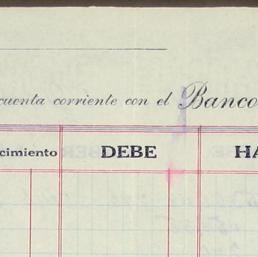 cuenta corriente con el Banco
cimiento DEBE HA